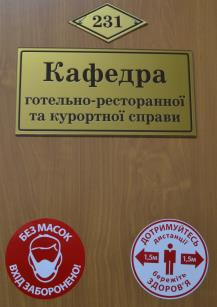 231
Кафедра
готельно-ресторанної
та курортної справи
БЕЗ МАСОК
ВХІД ЗАБОРОНЕНО!
ДОТРИМУЙТЕСЬ
дистанції
1,5м 1,5м
бережіть
ЗДОРОВ'Я